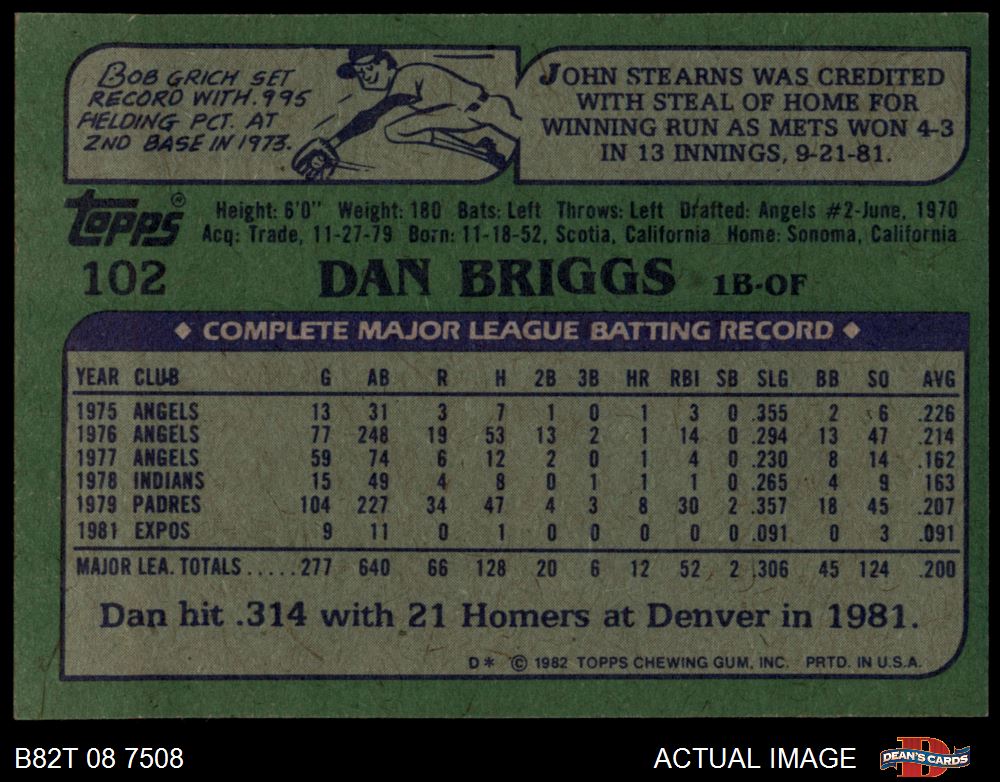 BOB GRICH SET
RECORD WITH .995
FIELDING PCT. AT
2ND BASE IN 1973.
JOHN STEARNS WAS CREDITED
WITH STEAL OF HOME FOR
WINNING RUN AS METS WON 4-3
IN 13 INNINGS, 9-21-81.
Topps®
Height: 6'0" Weight: 180 Bats: Left Throws: Left Drafted: Angels #2-June, 1970
Acq: Trade, 11-27-79 Born: 11-18-52, Scotia, California Home: Sonoma, California
102 DAN BRIGGS 1B-OF
◆ COMPLETE MAJOR LEAGUE BATTING RECORD ◆
YEAR CLUB G AB R H 2B 3B HR RBI SB SLG BB SO AVG
1975 ANGELS 13 31 3 7 1 0 1 3 0 .355 2 6 .226
1976 ANGELS 77 248 19 53 13 2 1 14 0 .294 13 47 .214
1977 ANGELS 59 74 6 12 2 0 1 4 0 .230 8 14 .162
1978 INDIANS 15 49 4 8 0 1 1 1 0 .265 4 9 .163
1979 PADRES 104 227 34 47 4 3 8 30 2 .357 18 45 .207
1981 EXPOS 9 11 0 1 0 0 0 0 0 .091 0 3 .091
MAJOR LEA. TOTALS.....277 640 66 128 20 6 12 52 2 .306 45 124 .200
Dan hit .314 with 21 Homers at Denver in 1981.
D* © 1982 TOPPS CHEWING GUM, INC. PRTD. IN U.S.A.
B82T 08 7508
ACTUAL IMAGE
DEAN'S CARDS